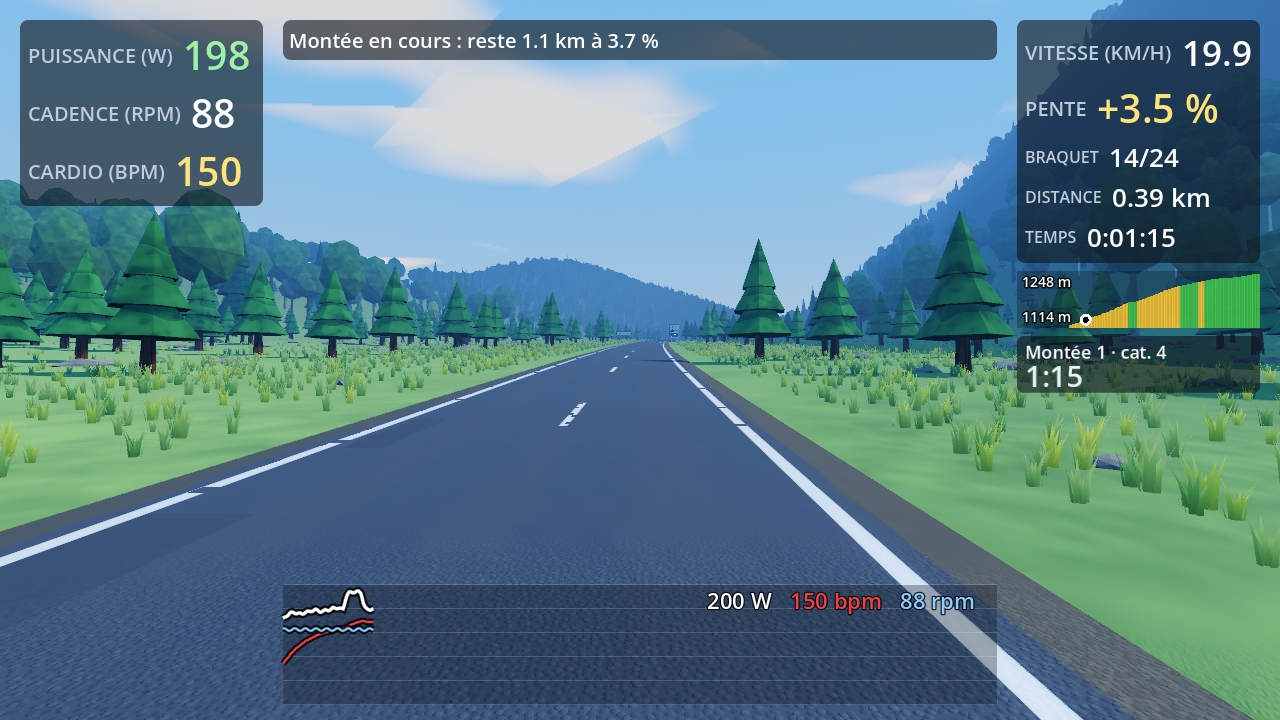 PUISSANCE (W) 198
CADENCE (RPM) 88
CARDIO (BPM) 150
Montée en cours : reste 1.1 km à 3.7 %
VITESSE (KM/H) 19.9
PENTE +3.5 %
BRAQUET 14/24
DISTANCE 0.39 km
TEMPS 0:01:15
1248 m
1114 m
Montée 1 · cat. 4
1:15
200 W 150 bpm 88 rpm